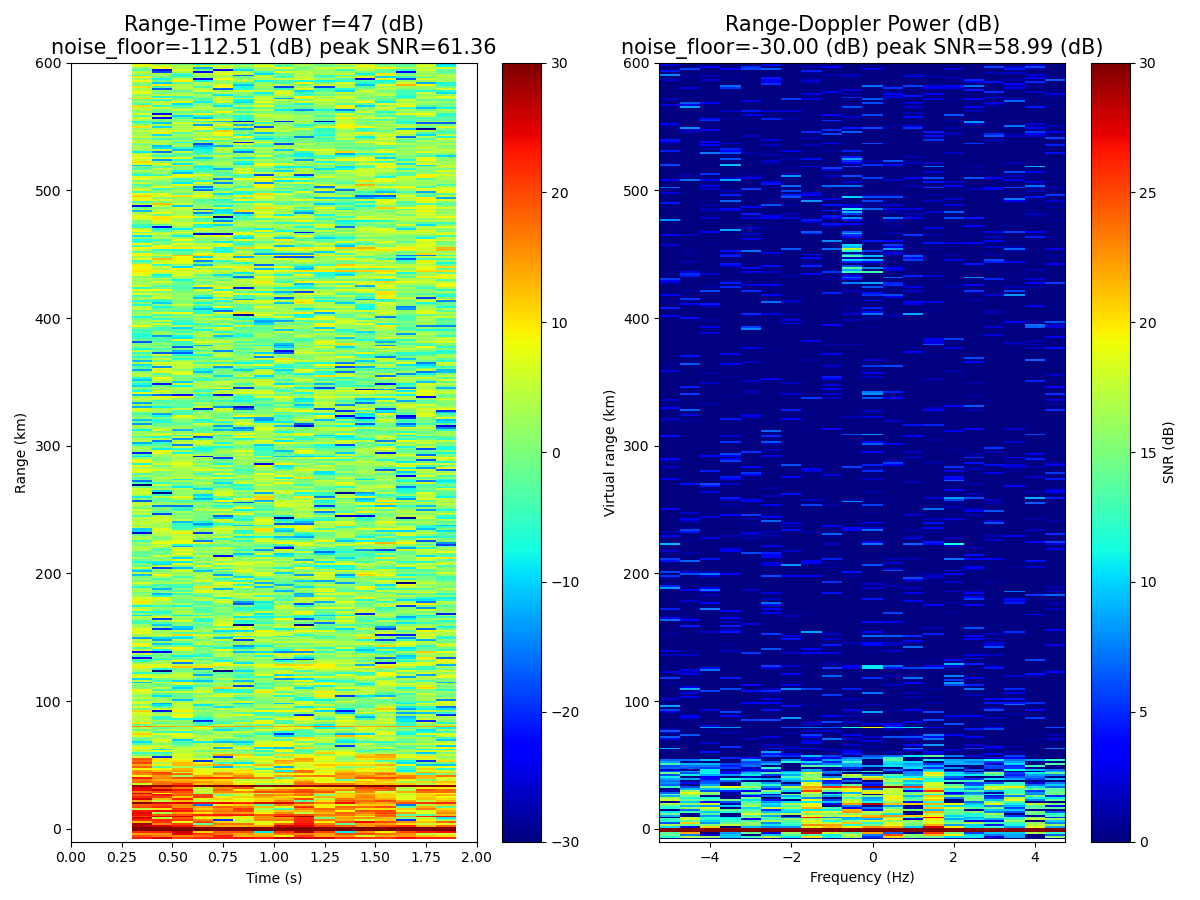 Range-Time Power f=47 (dB)
noise_floor=-112.51 (dB) peak SNR=61.36
Range (km)
600
500
400
300
200
100
0
0.00 0.25 0.50 0.75 1.00 1.25 1.50 1.75 2.00
Time (s)
30
20
10
0
−10
−20
−30
Range-Doppler Power (dB)
noise_floor=-30.00 (dB) peak SNR=58.99 (dB)
Virtual range (km)
600
500
400
300
200
100
0
−4 −2 0 2 4
Frequency (Hz)
30
25
20
15
10
5
0
SNR (dB)